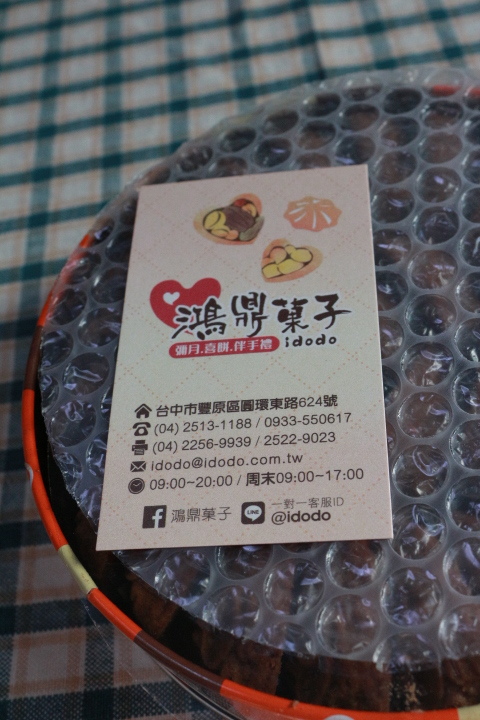 鴻鼎菓子
idodo
彌月.喜餅.伴手禮
台中市豐原區圓環東路624號
(04) 2513-1188 / 0933-550617
(04) 2256-9939 / 2522-9023
idodo@idodo.com.tw
09:00~20:00 / 周末09:00~17:00
鴻鼎菓子
LINE
一對一客服ID
@idodo